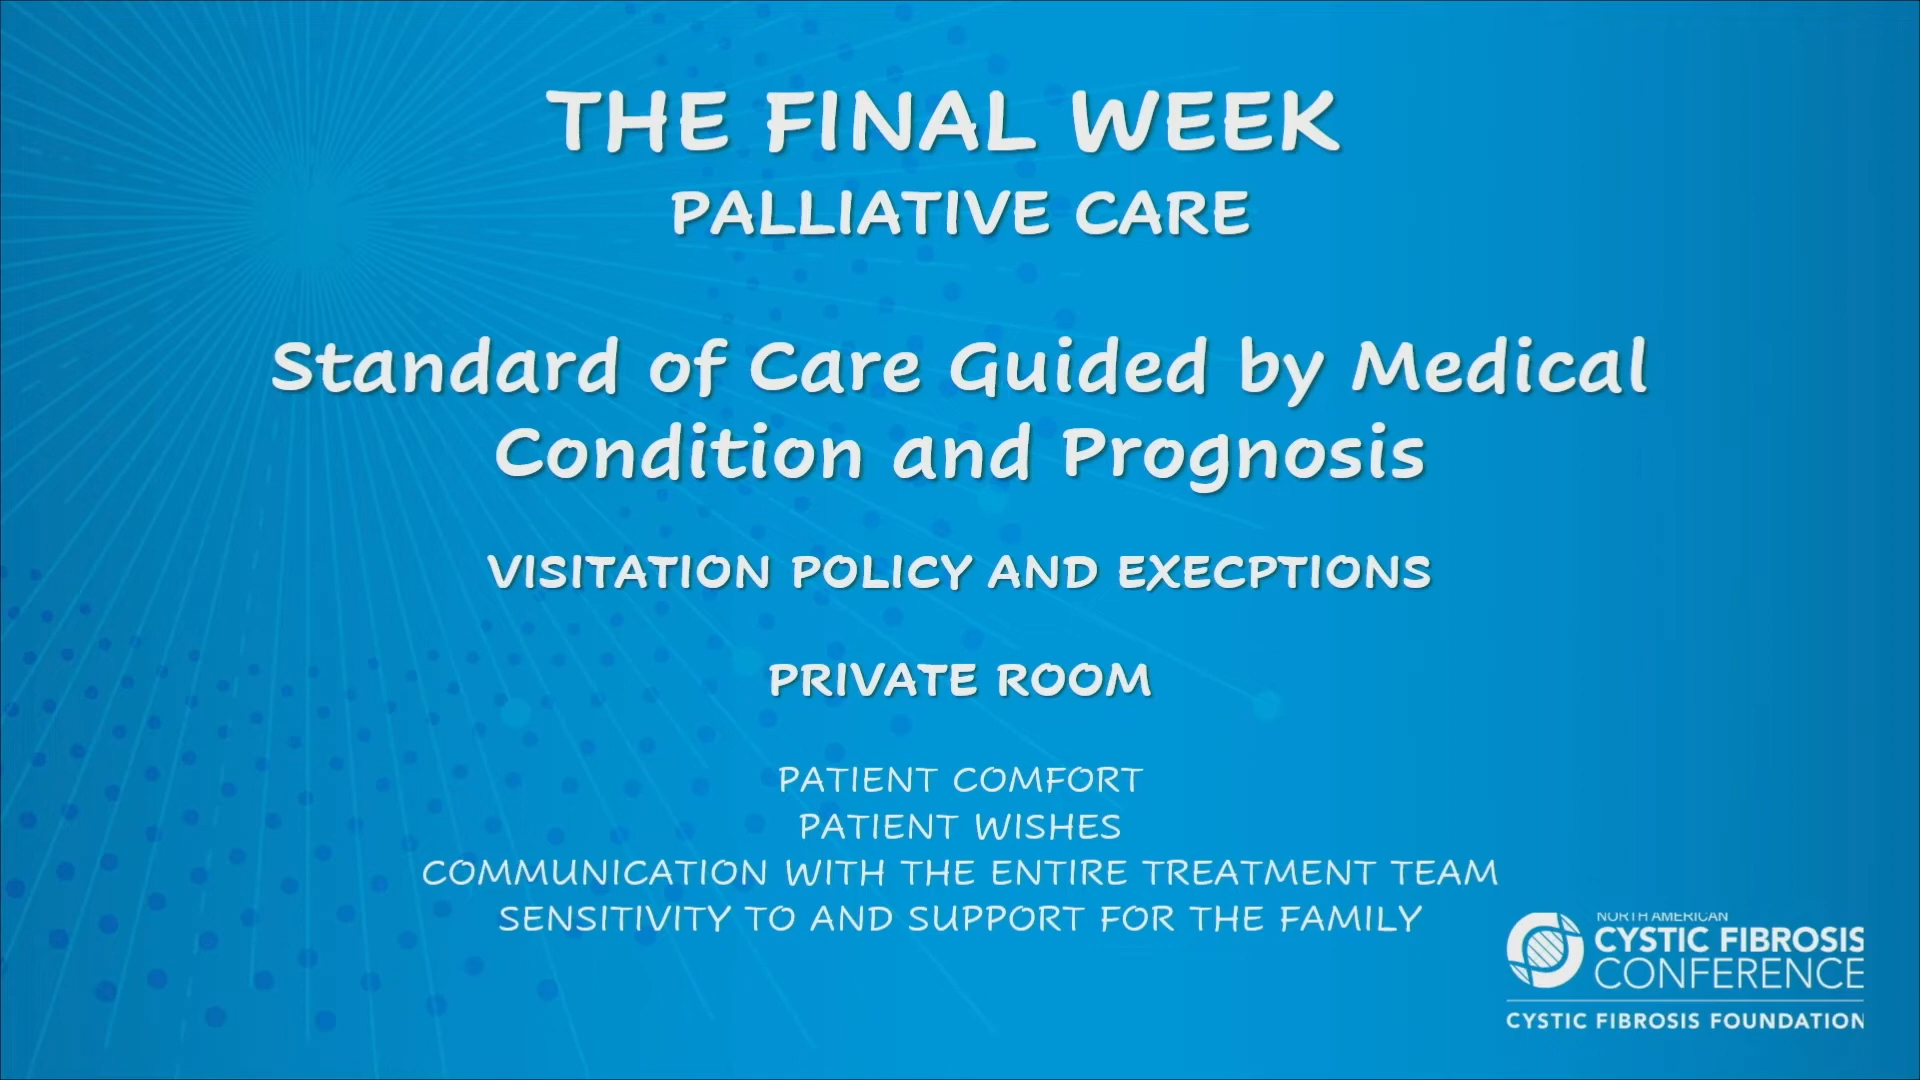 THE FINAL WEEK
PALLIATIVE CARE
Standard of Care Guided by Medical
Condition and Prognosis
VISITATION POLICY AND EXECPTIONS
PRIVATE ROOM
PATIENT COMFORT
PATIENT WISHES
COMMUNICATION WITH THE ENTIRE TREATMENT TEAM
SENSITIVITY TO AND SUPPORT FOR THE FAMILY
NORTH AMERICAN
CYSTIC FIBROSIS
CONFERENCE
CYSTIC FIBROSIS FOUNDATION